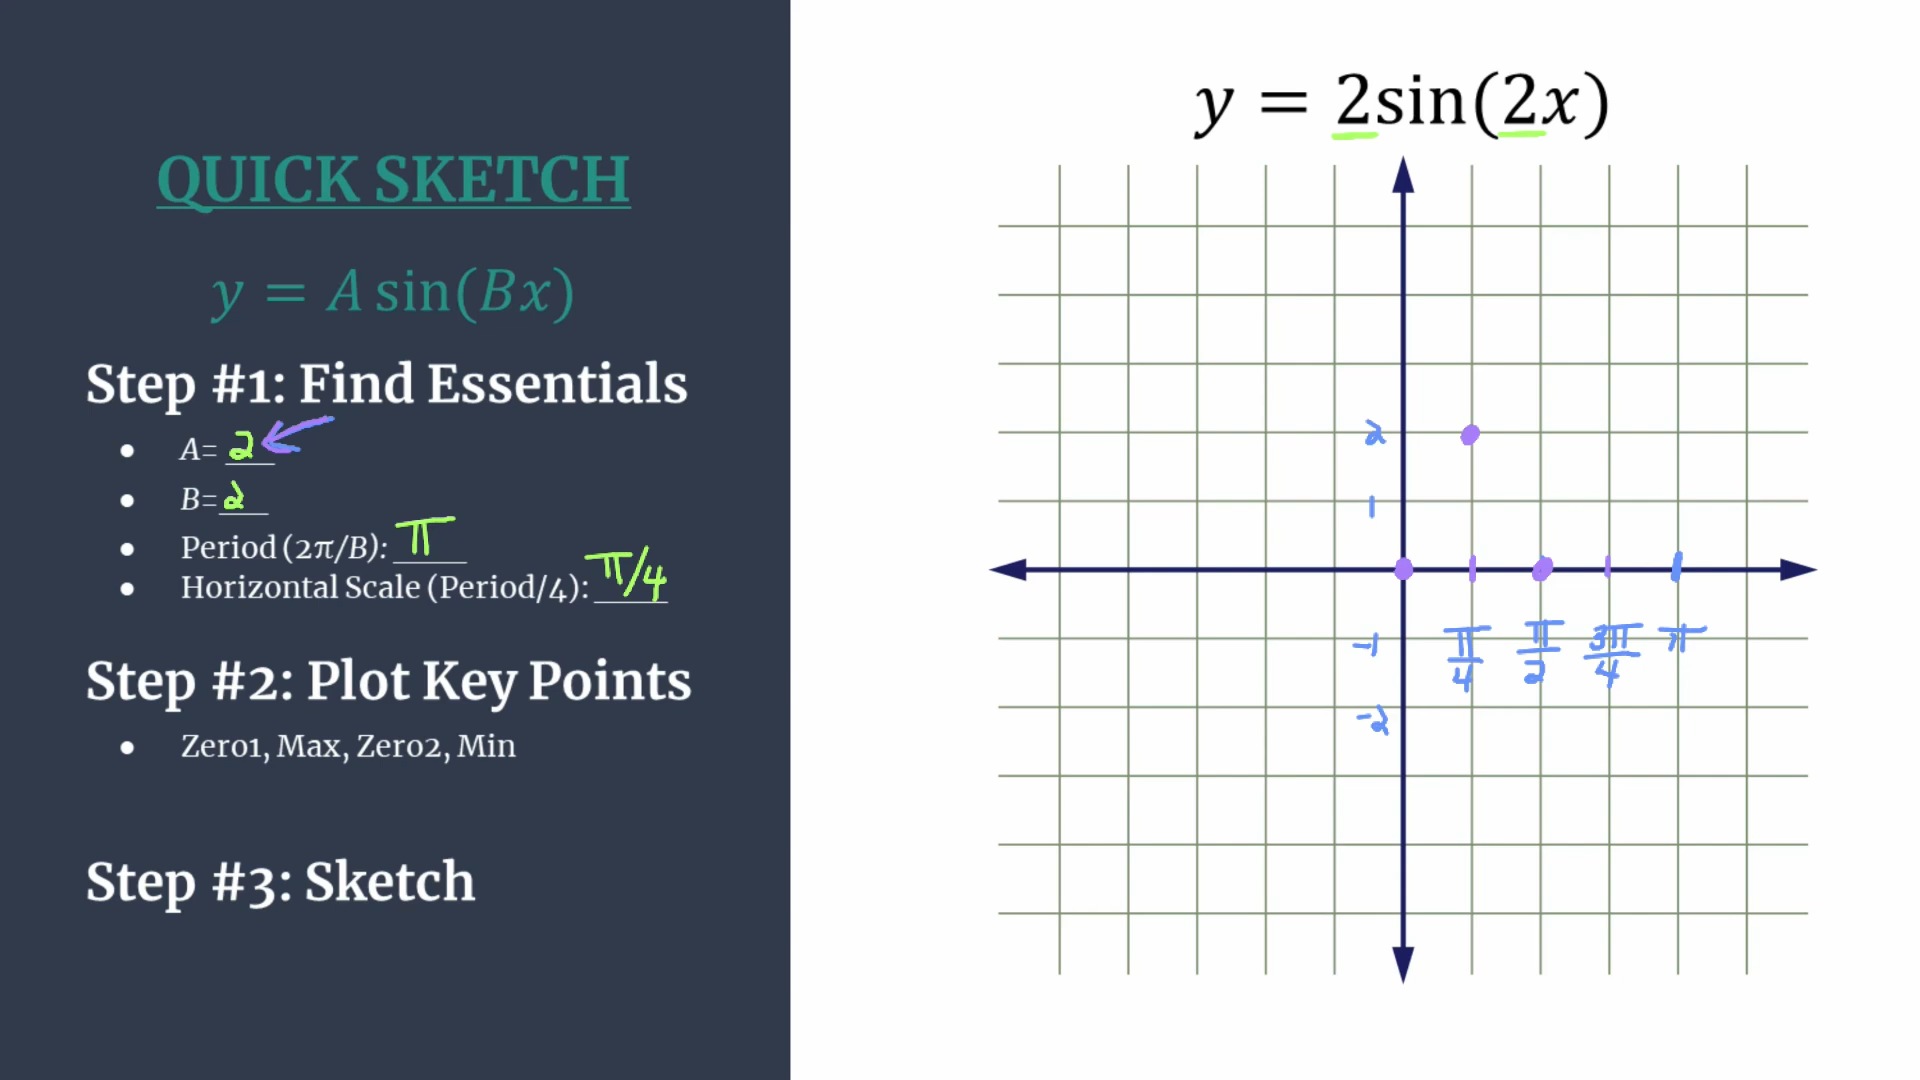 QUICK SKETCH
y = A sin(Bx)
Step #1: Find Essentials
● A= 2
● B= 2
● Period (2π/B): π
● Horizontal Scale (Period/4): π/4
Step #2: Plot Key Points
● Zero1, Max, Zero2, Min
Step #3: Sketch
y = 2sin(2x)
2
1
-1
-2
π/4 π/2 3π/4 π